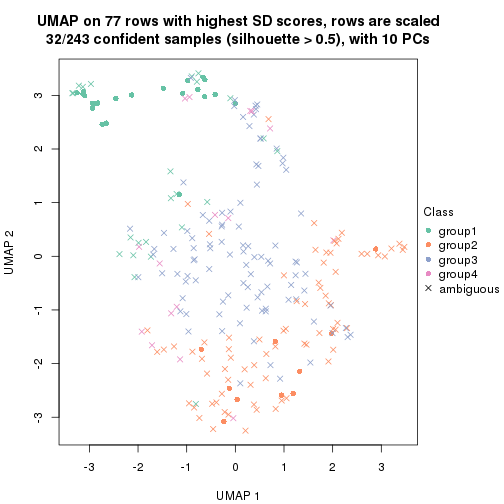 UMAP on 77 rows with highest SD scores, rows are scaled
32/243 confident samples (silhouette > 0.5), with 10 PCs
3
2
1
0
-1
-2
-3
UMAP 2
-3 -2 -1 0 1 2 3
UMAP 1
Class
group1
group2
group3
group4
ambiguous